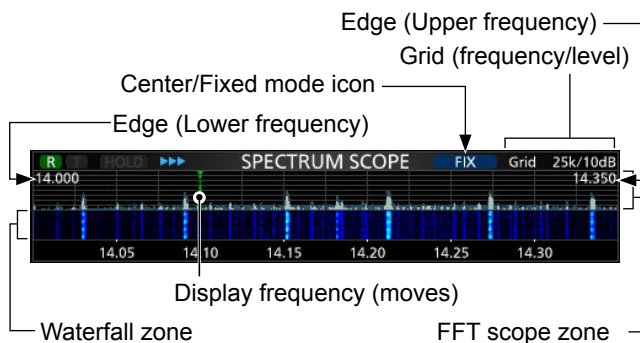 Edge (Upper frequency)
Grid (frequency/level)
Center/Fixed mode icon
Edge (Lower frequency)
R T HOLD SPECTRUM SCOPE FIX Grid 25k/10dB
14.000 14.350
14.05 14.10 14.15 14.20 14.25 14.30
Display frequency (moves)
Waterfall zone FFT scope zone